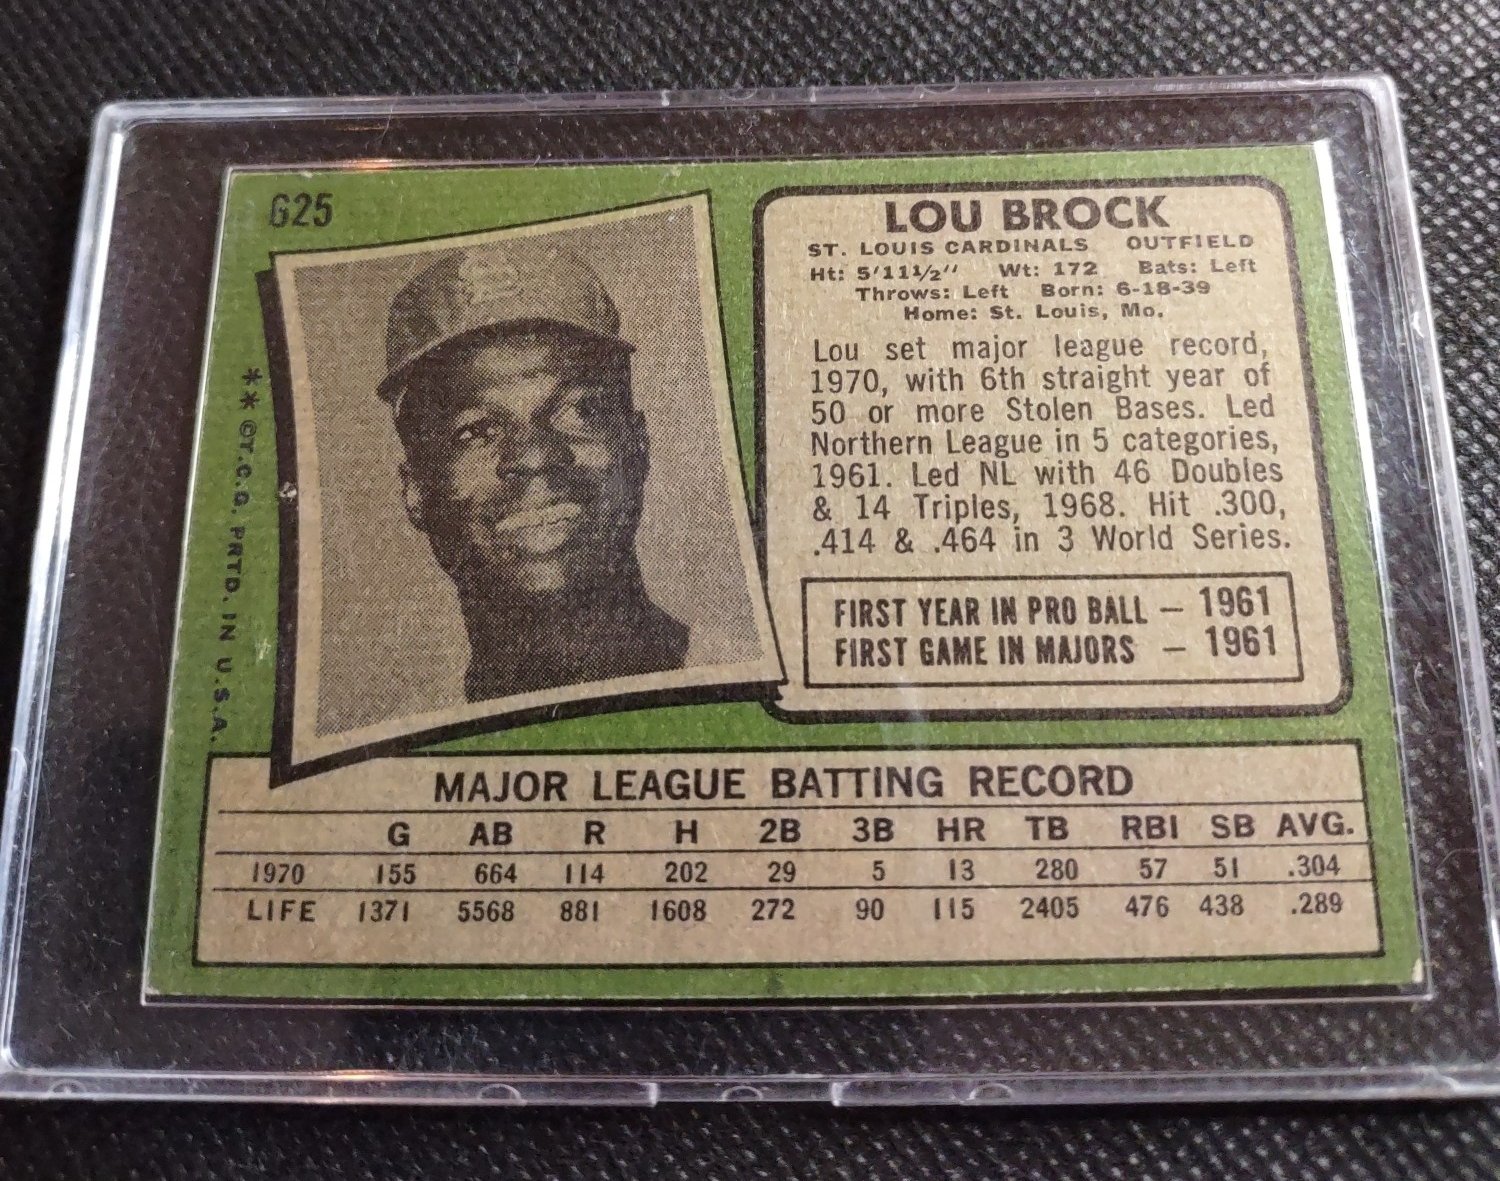 625
LOU BROCK
ST. LOUIS CARDINALS OUTFIELD
Ht: 5'11½" Wt: 172 Bats: Left
Throws: Left Born: 6-18-39
Home: St. Louis, Mo.
Lou set major league record,
1970, with 6th straight year of
50 or more Stolen Bases. Led
Northern League in 5 categories,
1961. Led NL with 46 Doubles
& 14 Triples, 1968. Hit .300,
.414 & .464 in 3 World Series.
FIRST YEAR IN PRO BALL — 1961
FIRST GAME IN MAJORS — 1961
**©T.C.G. PRTD. IN U.S.A.
MAJOR LEAGUE BATTING RECORD
G AB R H 2B 3B HR TB RBI SB AVG.
1970 155 664 114 202 29 5 13 280 57 51 .304
LIFE 1371 5568 881 1608 272 90 115 2405 476 438 .289